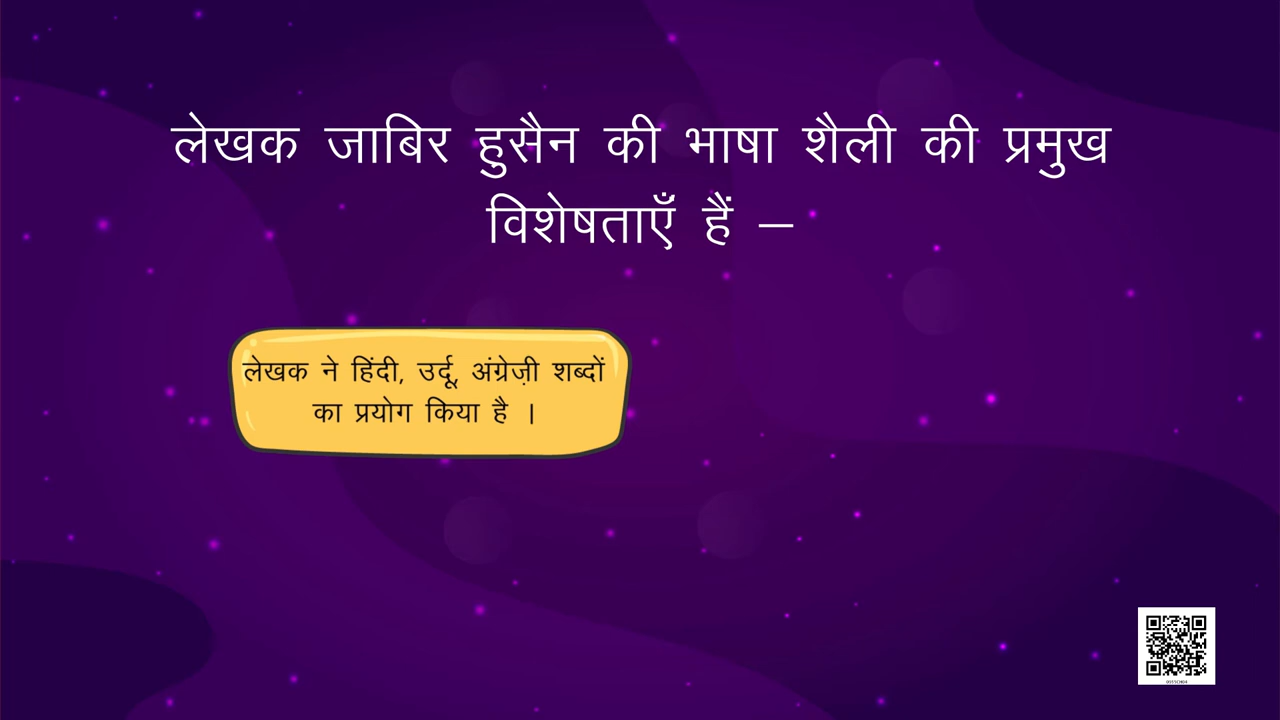 लेखक जाबिर हुसैन की भाषा शैली की प्रमुख
विशेषताएँ हैं –
लेखक ने हिंदी, उर्दू, अंग्रेज़ी शब्दों
का प्रयोग किया है ।